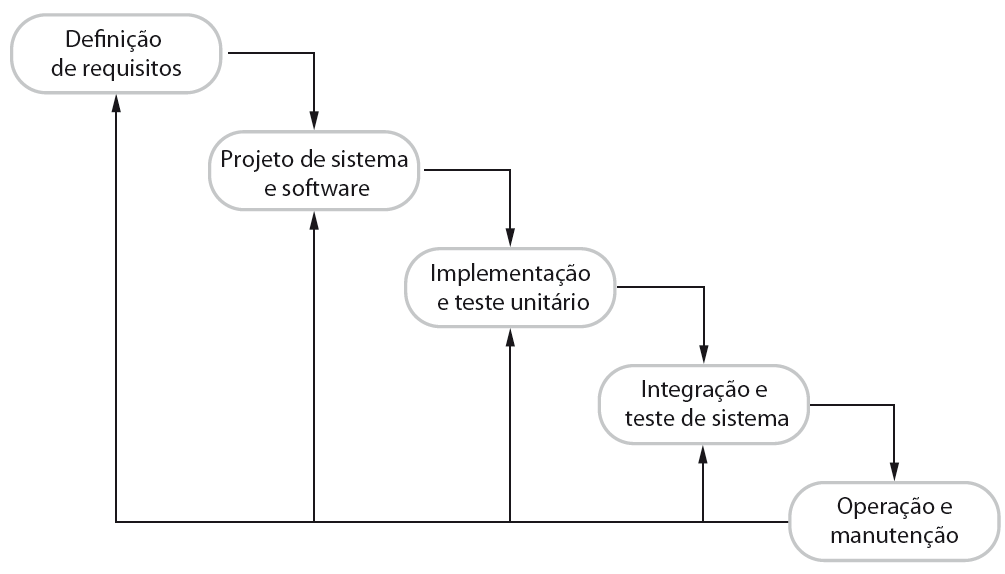 Definição
de requisitos
Projeto de sistema
e software
Implementação
e teste unitário
Integração e
teste de sistema
Operação e
manutenção